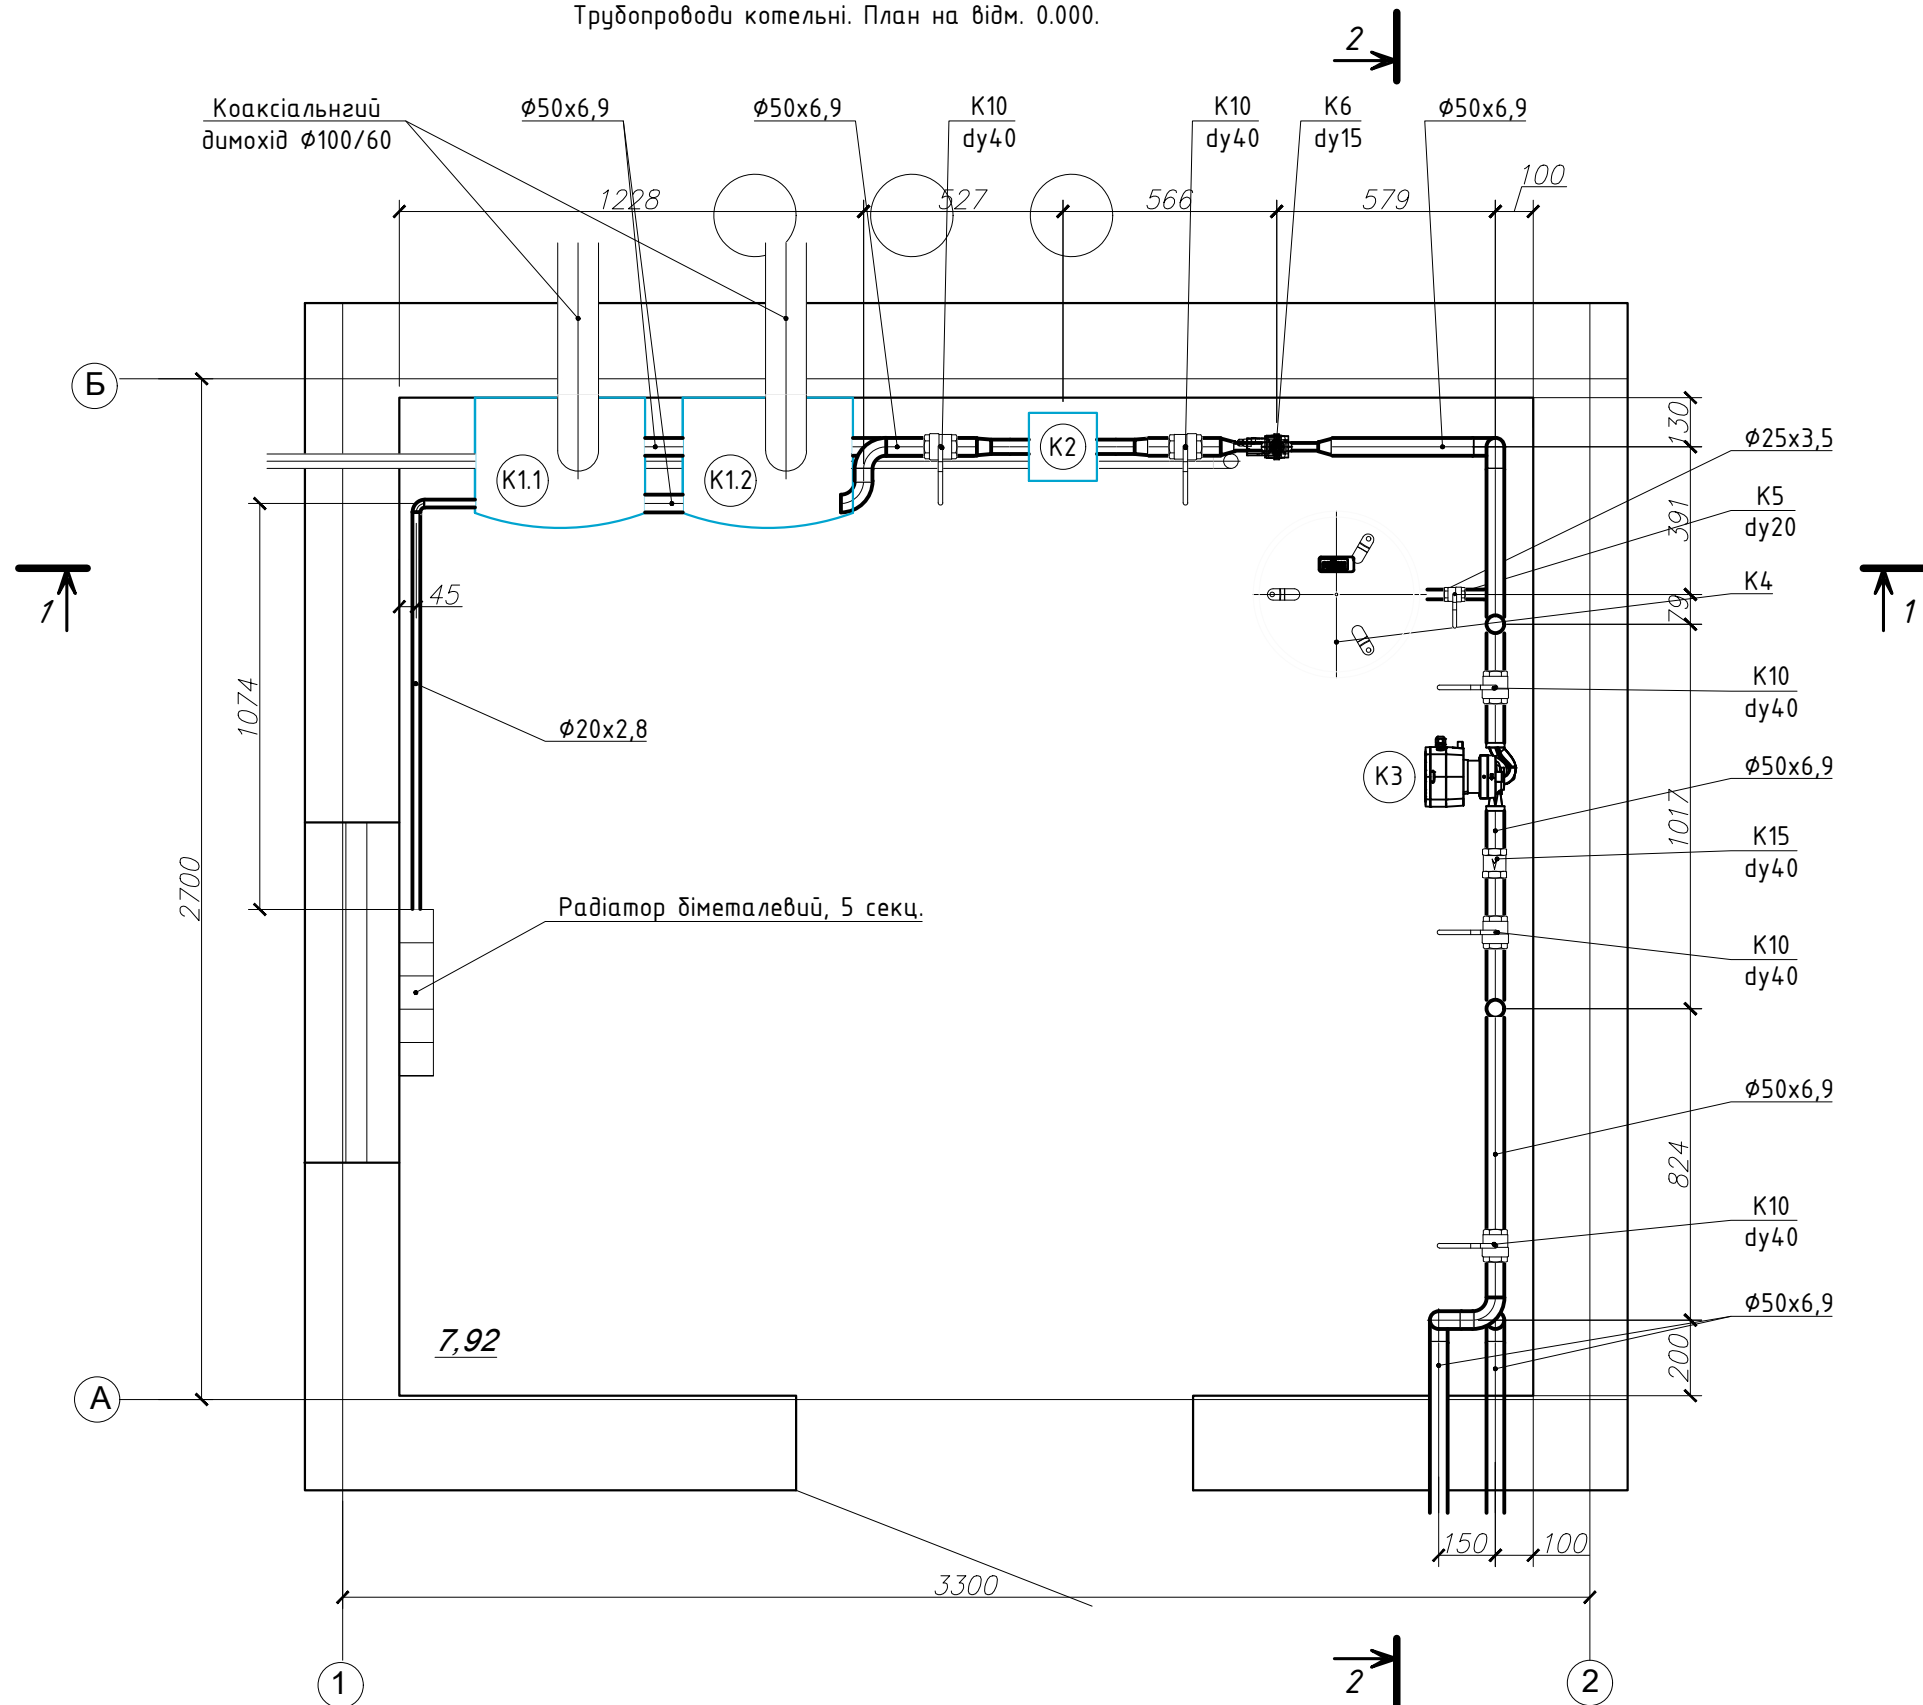 Трубопроводи котельні. План на відм. 0.000.
2
Коаксіальнгий
димохід Ф100/60
Ф50х6,9
Ф50х6,9
К10
dy40
К10
dy40
К6
dy15
Ф50х6,9
1228
527
566
579
100
Б
130
Ф25х3,5
К1.1
К1.2
К2
391
К5
dy20
К4
1
45
79
1
1074
К10
dy40
Ф20х2,8
К3
Ф50х6,9
1017
К15
dy40
2700
Радіатор біметалевий, 5 секц.
К10
dy40
Ф50х6,9
824
К10
dy40
Ф50х6,9
7,92
200
А
150
100
3300
1
2
2